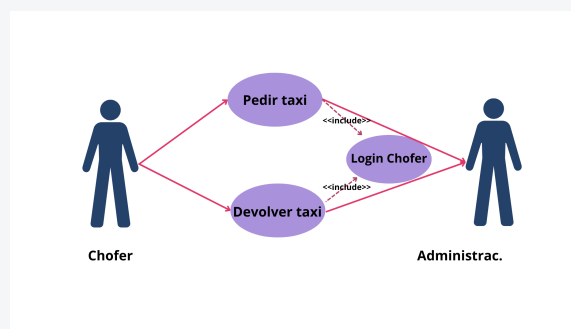 Pedir taxi
<<include>>
Login Chofer
<<include>>
Devolver taxi
Chofer
Administrac.